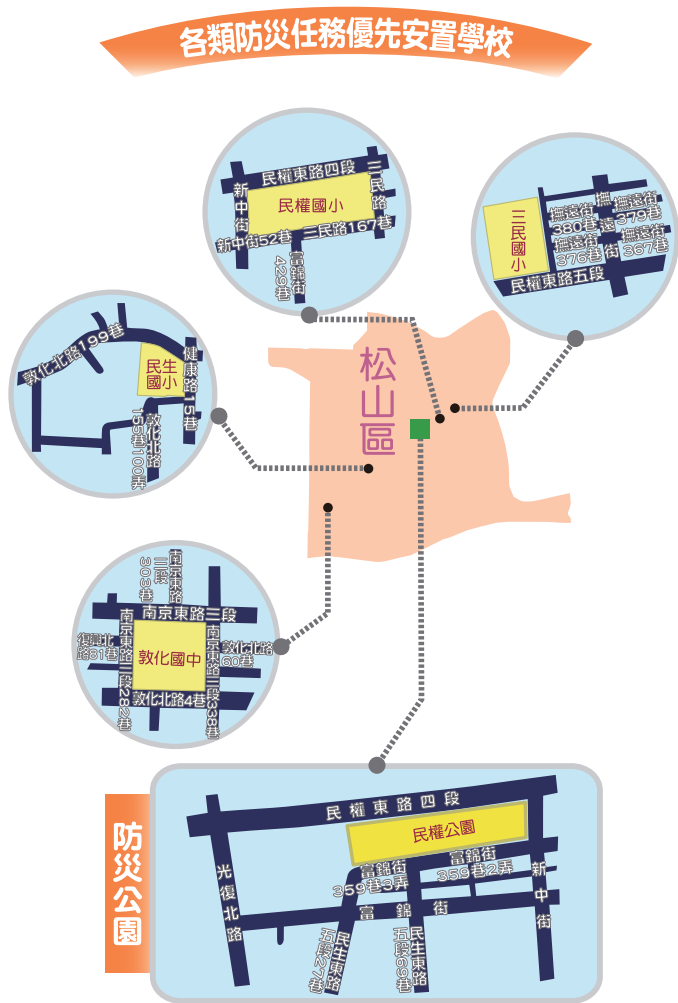 各類防災任務優先安置學校
民權東路四段
新中街
三民路
民權國小
新中街52巷
三民路167巷
富錦街
429巷
三民國小
撫遠街
380巷
撫遠街
379巷
撫遠街
撫遠街
376巷
撫遠街
367巷
民權東路五段
敦化北路199巷
民生
國小
健康路15巷
敦化北路
155巷100弄
松山區
南京東路
三段
303巷
南京東路三段
復興北
路81巷
南京東路三段282巷
敦化國中
南京東路三段338巷
敦化北路
60巷
敦化北路4巷
防災公園
民權東路四段
民權公園
光復北路
富錦街
359巷3弄
富錦街
359巷2弄
新中街
富錦街
民生東路
五段27巷
民生東路
五段69巷